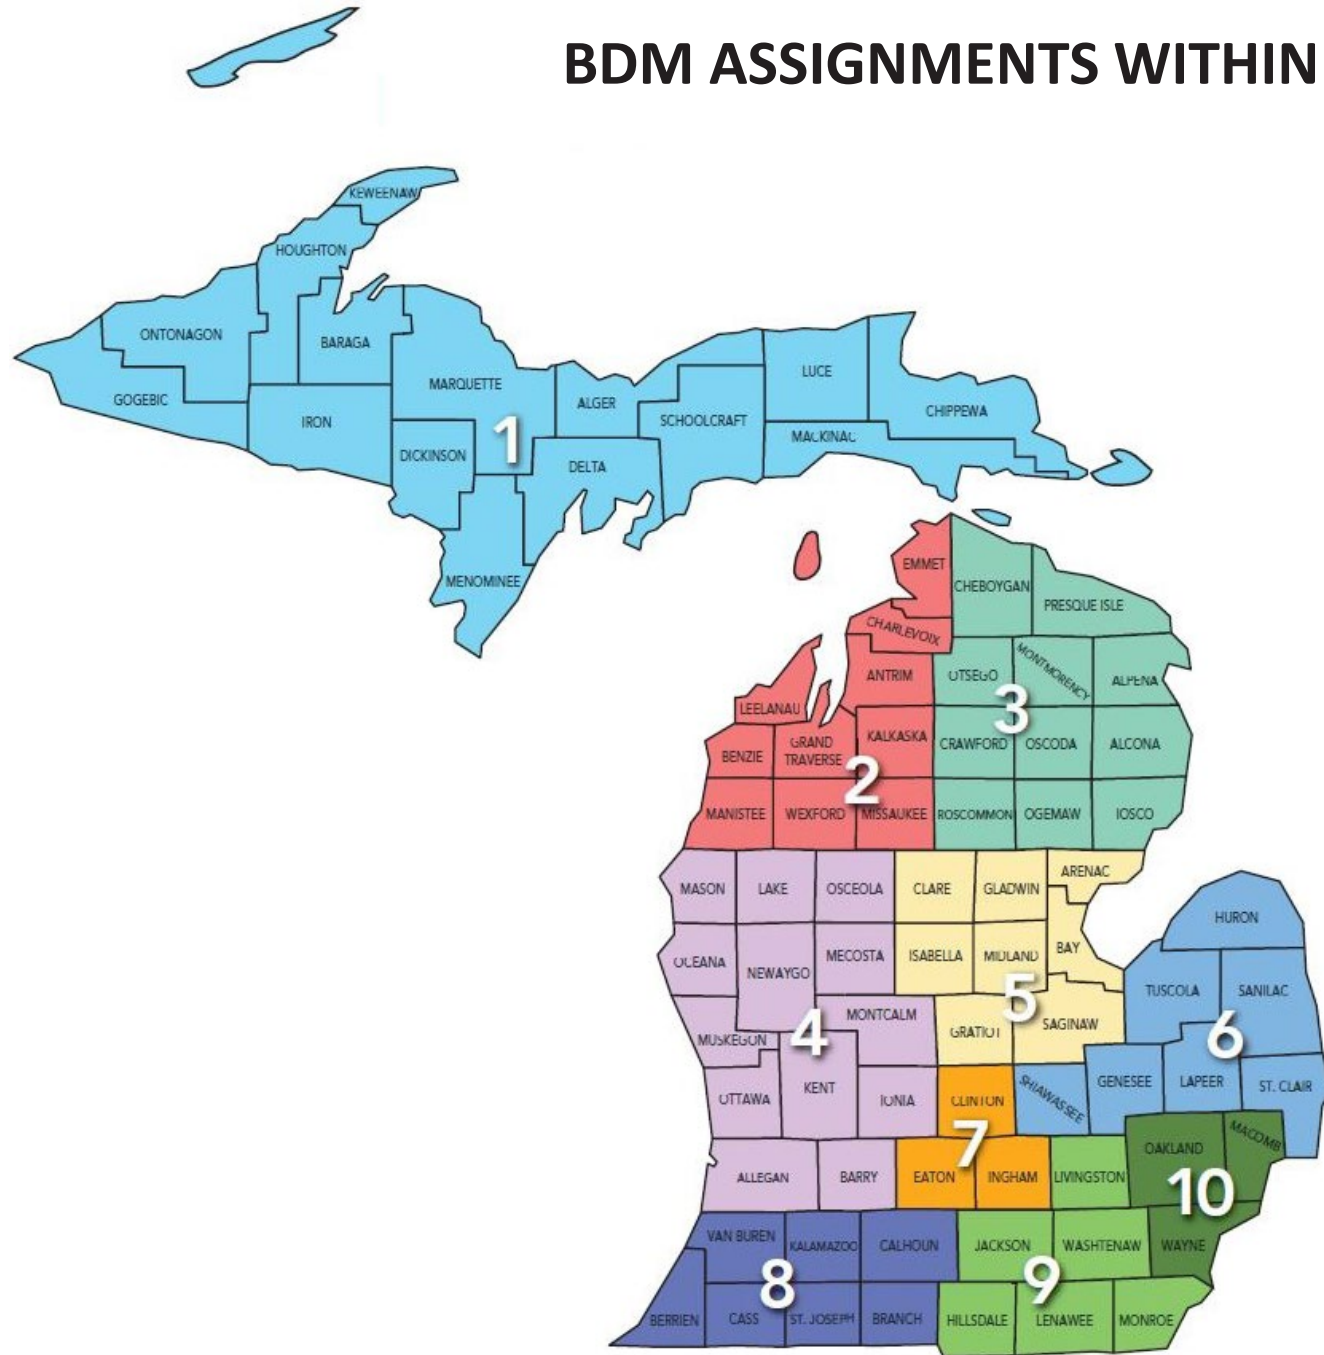 BDM ASSIGNMENTS WITHIN
KEWEENAW
HOUGHTON
ONTONAGON
BARAGA
GOGEBIC
IRON
MARQUETTE
DICKINSON
1
ALGER
DELTA
SCHOOLCRAFT
LUCE
CHIPPEWA
MACKINAC
MENOMINEE
EMMET
CHEBOYGAN
PRESQUE ISLE
CHARLEVOIX
ANTRIM
OTSEGO
MONTMORENCY
ALPENA
LEELANAU
3
BENZIE
GRAND
TRAVERSE
KALKASKA
CRAWFORD
OSCODA
ALCONA
2
MANISTEE
WEXFORD
MISSAUKEE
ROSCOMMON
OGEMAW
IOSCO
MASON
LAKE
OSCEOLA
CLARE
GLADWIN
ARENAC
HURON
OCEANA
NEWAYGO
MECOSTA
ISABELLA
MIDLAND
BAY
5
TUSCOLA
SANILAC
MUSKEGON
4
MONTCALM
GRATIOT
SAGINAW
6
OTTAWA
KENT
IONIA
CLINTON
SHIAWASSEE
GENESEE
LAPEER
ST. CLAIR
7
ALLEGAN
BARRY
EATON
INGHAM
LIVINGSTON
OAKLAND
MACOMB
10
VAN BUREN
KALAMAZOO
CALHOUN
JACKSON
WASHTENAW
WAYNE
8
9
BERRIEN
CASS
ST. JOSEPH
BRANCH
HILLSDALE
LENAWEE
MONROE